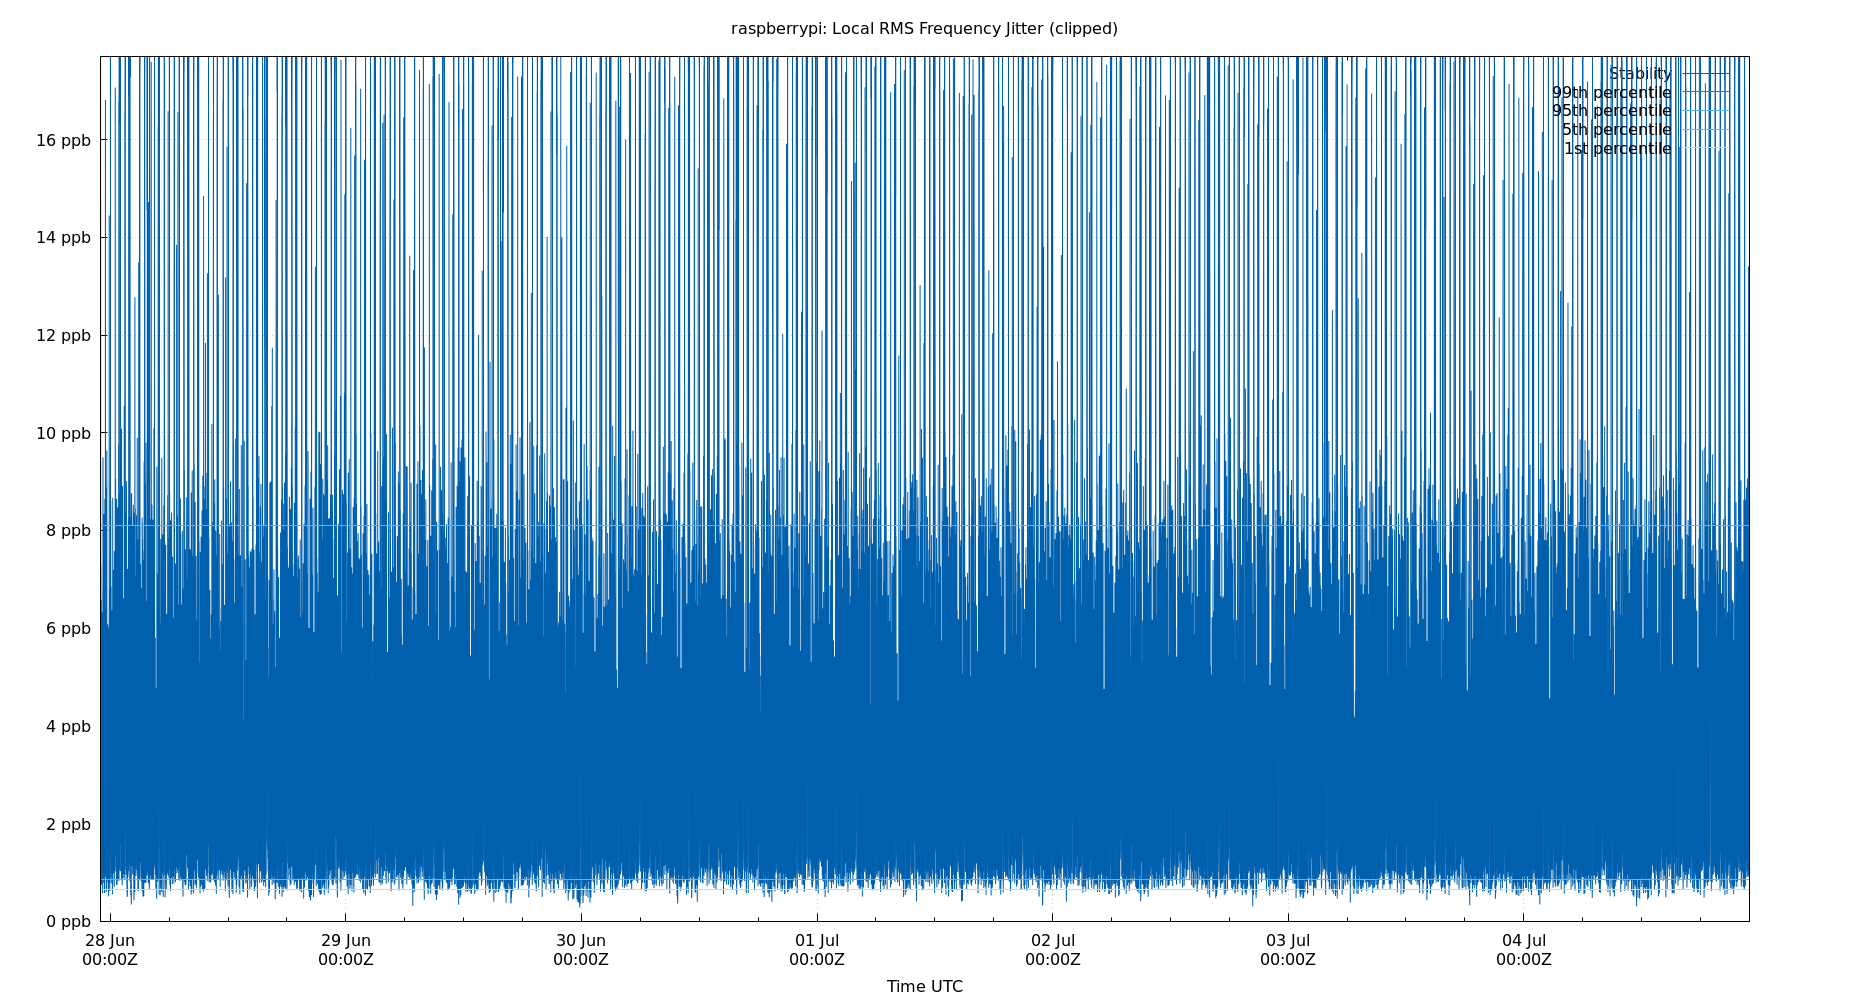 raspberrypi: Local RMS Frequency Jitter (clipped)
Stability
99th percentile
95th percentile
5th percentile
1st percentile
16 ppb
14 ppb
12 ppb
10 ppb
8 ppb
6 ppb
4 ppb
2 ppb
0 ppb
28 Jun 29 Jun 30 Jun 01 Jul 02 Jul 03 Jul 04 Jul
00:00Z 00:00Z 00:00Z 00:00Z 00:00Z 00:00Z 00:00Z
Time UTC